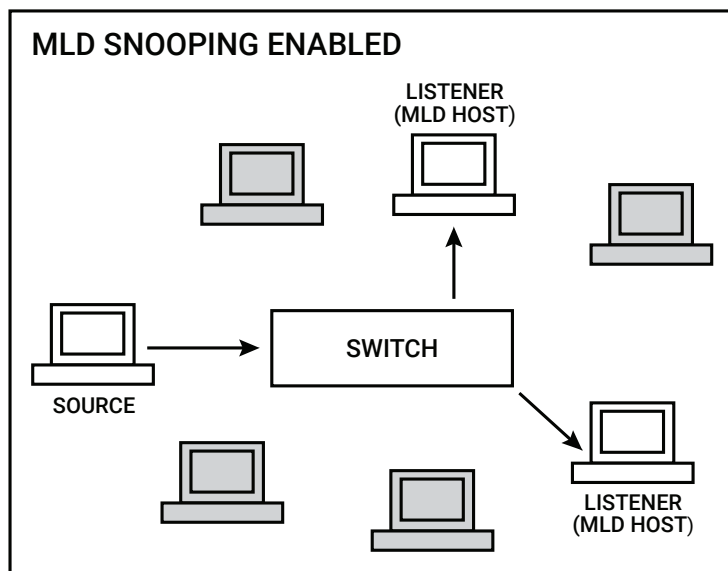 MLD SNOOPING ENABLED
LISTENER
(MLD HOST)
SWITCH
SOURCE
LISTENER
(MLD HOST)